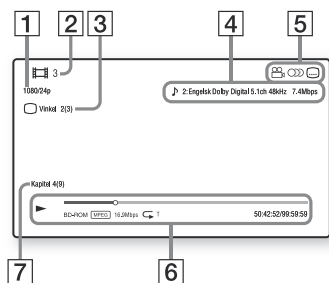 1 2 3 4 5
3
1080/24p
Vinkel 2(3)
2:Engelsk Dolby Digital 5.1ch 48kHz 7.4Mbps
Kapitel 4(9)
BD-ROM MPEG 16.9Mbps T 50:42:52/99:59:59
7 6